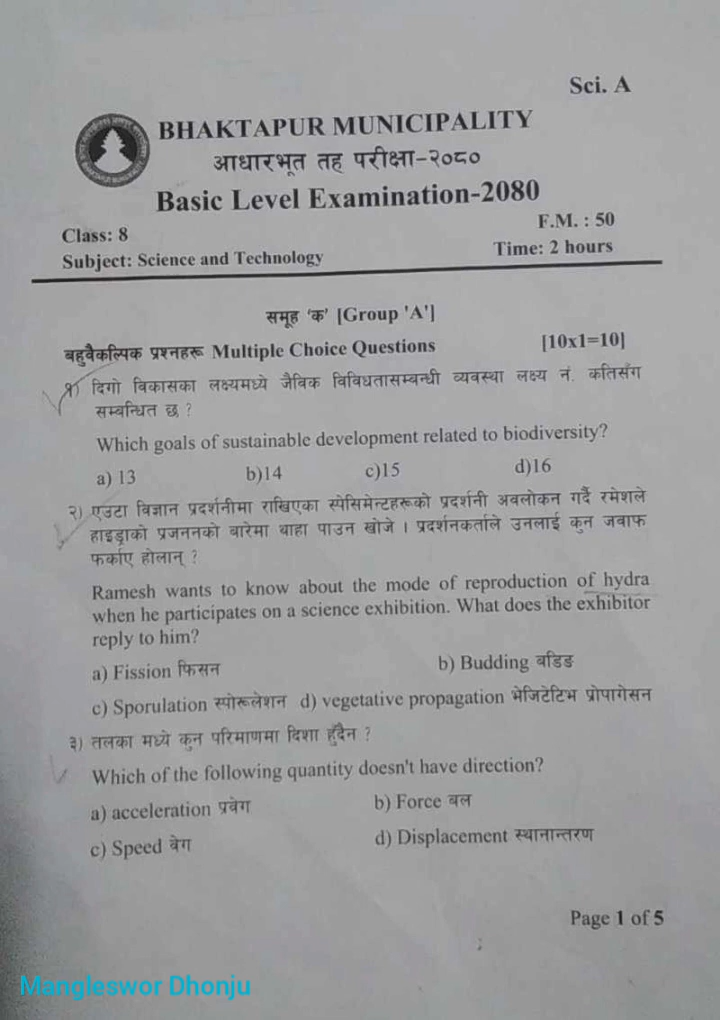 Sci. A
BHAKTAPUR MUNICIPALITY
आधारभूत तह परीक्षा-२०८०
Basic Level Examination-2080
Class: 8
F.M. : 50
Subject: Science and Technology
Time: 2 hours
समूह 'क' [Group 'A']
बहुवैकल्पिक प्रश्नहरू Multiple Choice Questions [10x1=10]
१) दिगो विकासका लक्ष्यमध्ये जैविक विविधतासम्बन्धी व्यवस्था लक्ष्य नं. कतिसँग
सम्बन्धित छ ?
Which goals of sustainable development related to biodiversity?
a) 13 b)14 c)15 d)16
२) एउटा विज्ञान प्रदर्शनीमा राखिएका स्पेसिमेन्टहरूको प्रदर्शनी अवलोकन गर्दै रमेशले
हाइड्राको प्रजननको बारेमा थाहा पाउन खोजे । प्रदर्शनकर्ताले उनलाई कुन जवाफ
फर्काए होलान् ?
Ramesh wants to know about the mode of reproduction of hydra
when he participates on a science exhibition. What does the exhibitor
reply to him?
a) Fission फिसन b) Budding बडिङ
c) Sporulation स्पोरूलेशन d) vegetative propagation भेजिटेटिभ प्रोपागेसन
३) तलका मध्ये कुन परिमाणमा दिशा हुँदैन ?
Which of the following quantity doesn't have direction?
a) acceleration प्रवेग b) Force बल
c) Speed वेग d) Displacement स्थानान्तरण
Page 1 of 5
Mangleswor Dhonju